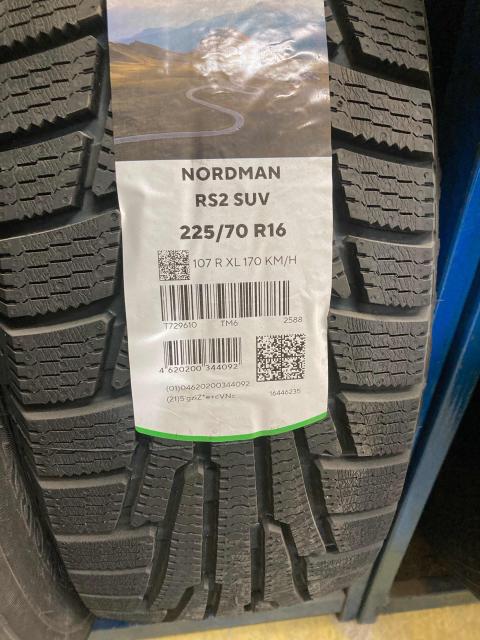 NORDMAN
RS2 SUV
225/70 R16
107 R XL 170 KM/H
T729610 TM6 2588
4 620200 344092
(01)04620200344092
16446235